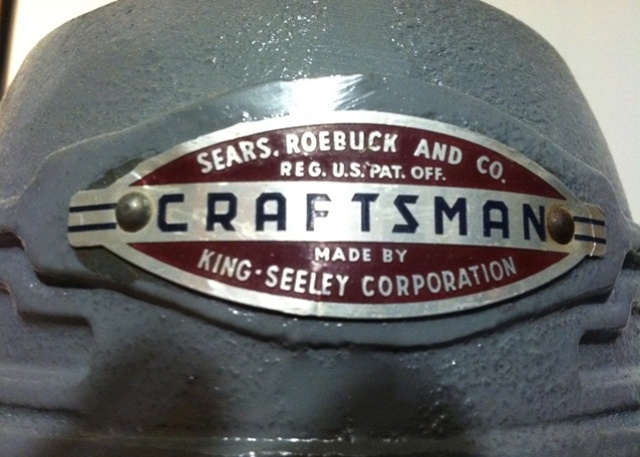 SEARS, ROEBUCK AND CO.
REG. U.S. PAT. OFF.
CRAFTSMAN
MADE BY
KING-SEELEY CORPORATION